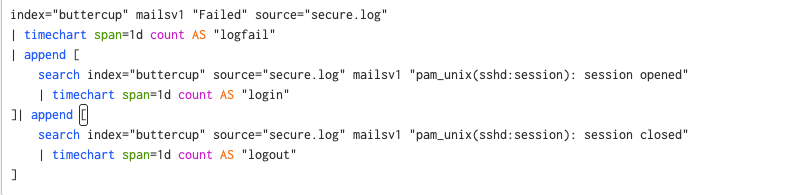 index="buttercup" mailsv1 "Failed" source="secure.log"
| timechart span=1d count AS "logfail"
| append [
search index="buttercup" source="secure.log" mailsv1 "pam_unix(sshd:session): session opened"
| timechart span=1d count AS "login"
]| append [
search index="buttercup" source="secure.log" mailsv1 "pam_unix(sshd:session): session closed"
| timechart span=1d count AS "logout"
]